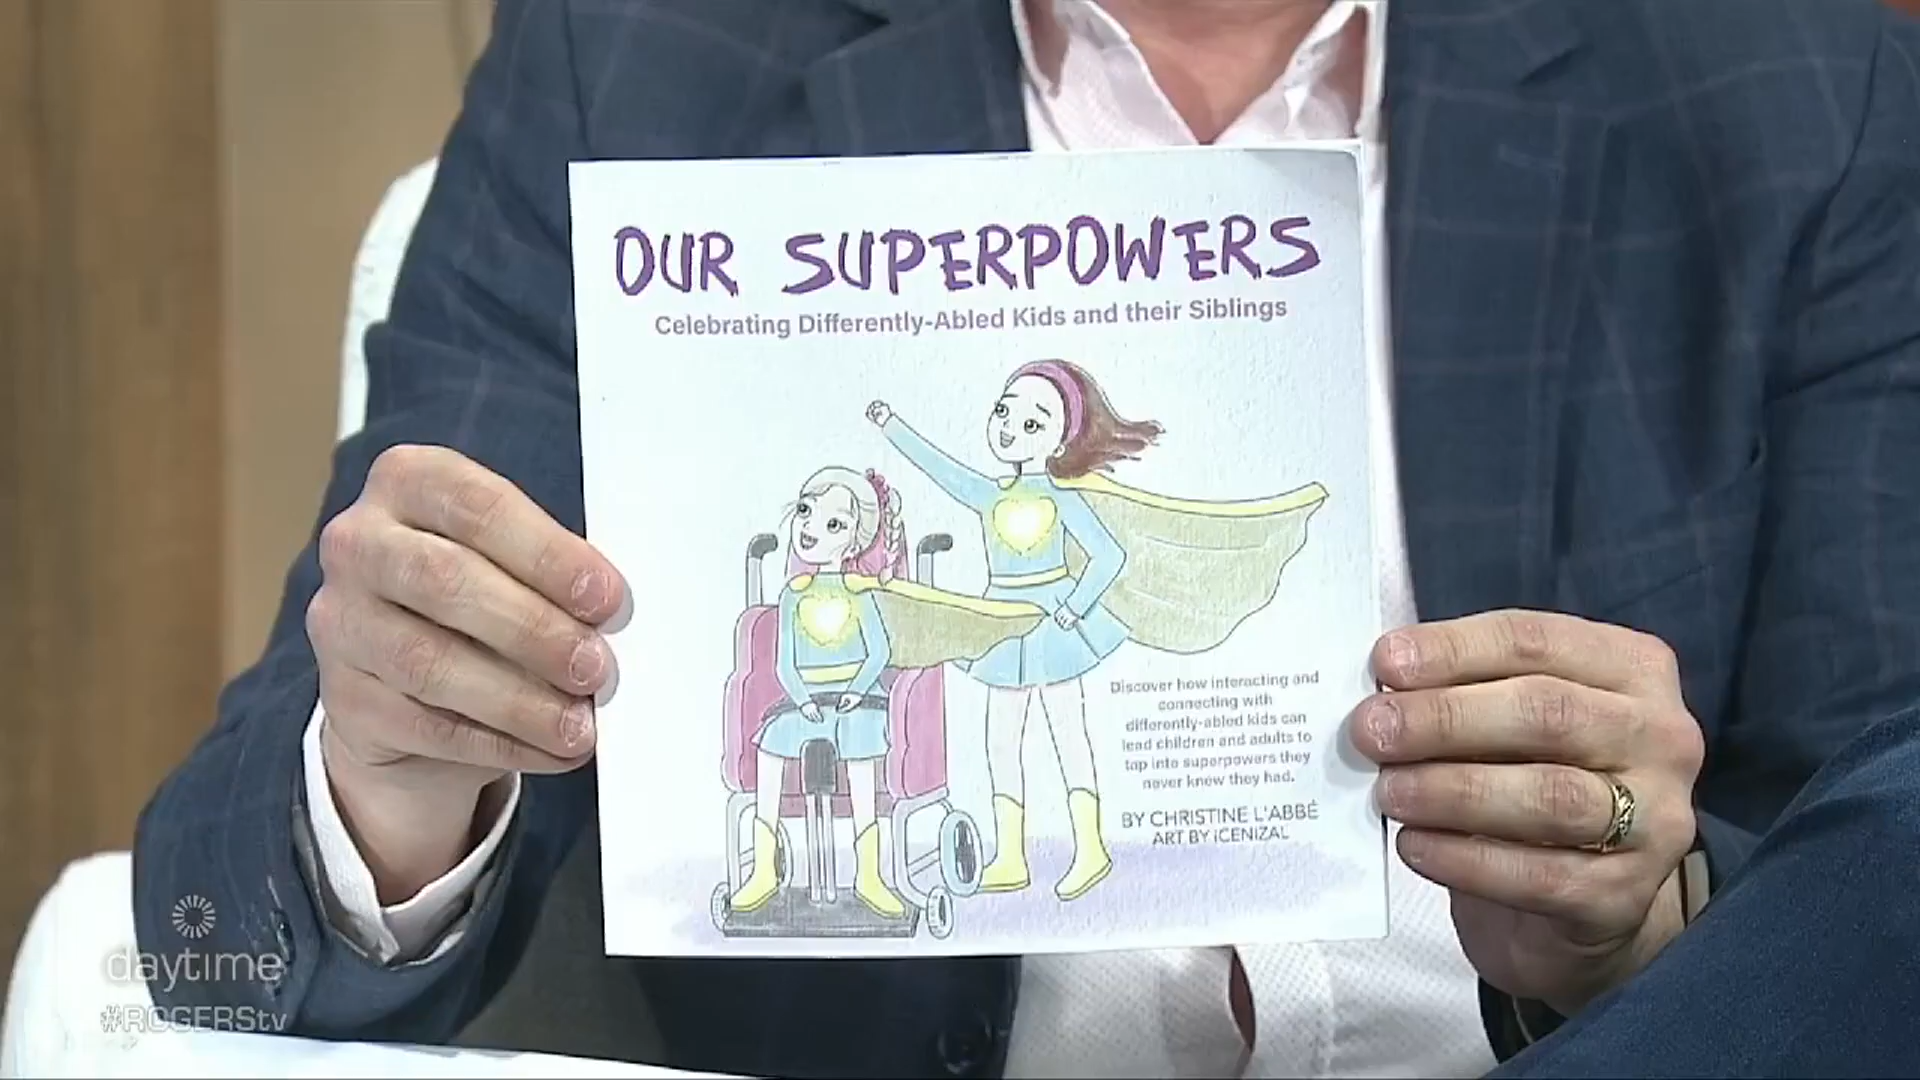 OUR SUPERPOWERS
Celebrating Differently-Abled Kids and their Siblings
Discover how interacting and
connecting with
differently-abled kids can
lead children and adults to
tap into superpowers they
never knew they had.
BY CHRISTINE L'ABBÉ
ART BY iCENIZAL
daytime
#ROGERStv